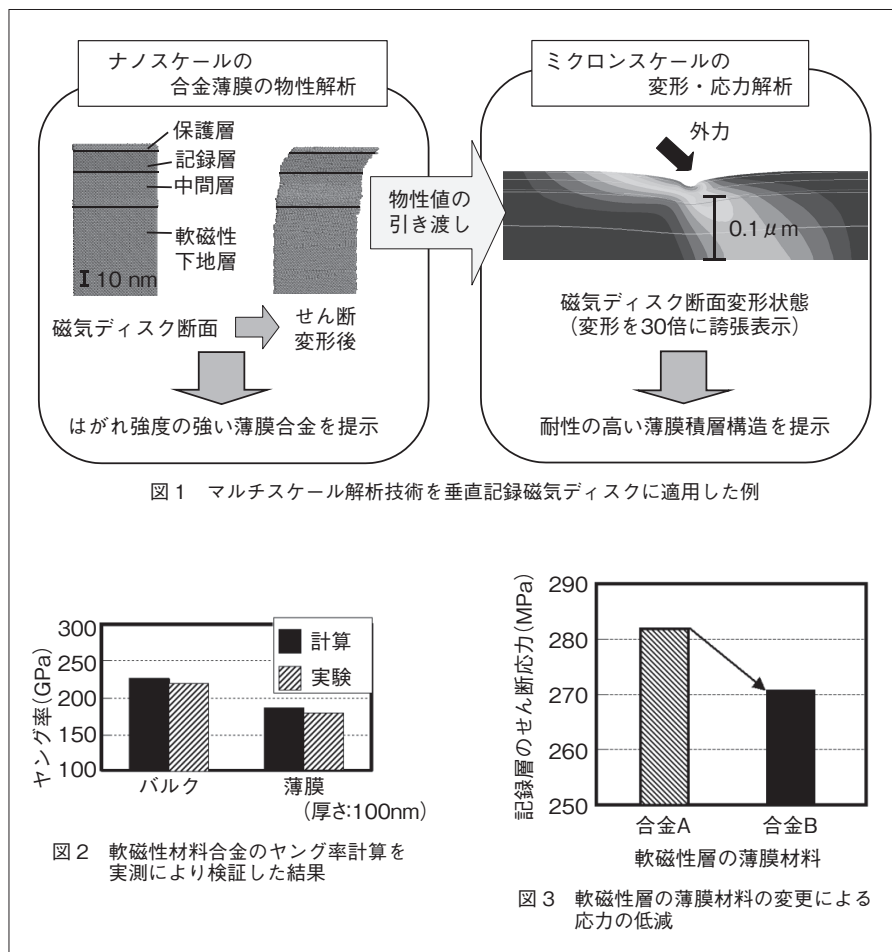 ナノスケールの
合金薄膜の物性解析
保護層
記録層
中間層
軟磁性
下地層
10 nm
磁気ディスク断面
せん断
変形後
はがれ強度の強い薄膜合金を提示
物性値の
引き渡し
ミクロンスケールの
変形・応力解析
外力
0.1μm
磁気ディスク断面変形状態
(変形を30倍に誇張表示)
耐性の高い薄膜積層構造を提示
図1 マルチスケール解析技術を垂直記録磁気ディスクに適用した例
ヤング率(GPa)
300
250
200
150
100
計算
実験
バルク
薄膜
(厚さ:100nm)
図2 軟磁性材料合金のヤング率計算を
実測により検証した結果
記録層のせん断応力(MPa)
290
280
270
260
250
合金A
合金B
軟磁性層の薄膜材料
図3 軟磁性層の薄膜材料の変更による
応力の低減